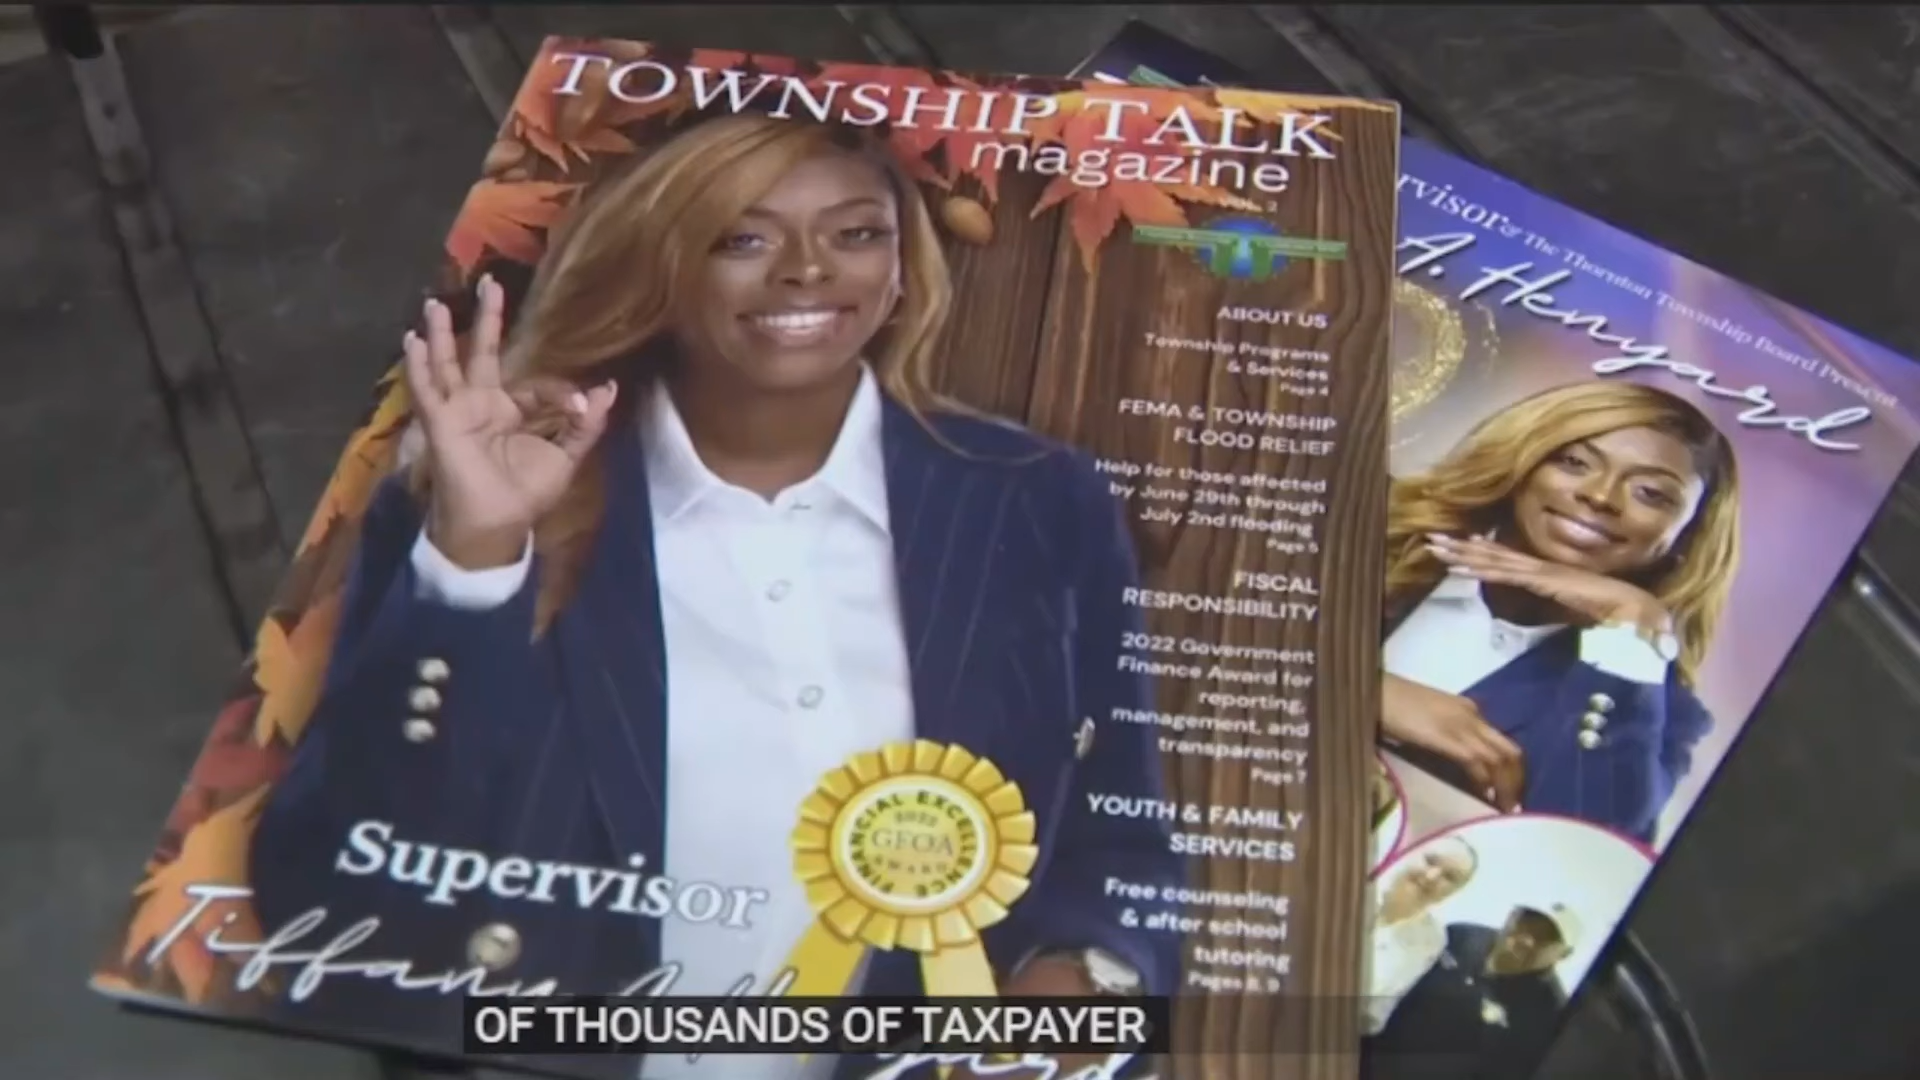 TOWNSHIP TALK
magazine
VOL. 2
ABOUT US
Township Programs
& Services
Page 4
FEMA & TOWNSHIP
FLOOD RELIEF
Help for those affected
by June 29th through
July 2nd flooding
Page 5
FISCAL
RESPONSIBILITY
2022 Government
Finance Award for
reporting,
management, and
transparency
Page 7
YOUTH & FAMILY
SERVICES
Free counseling
& after school
tutoring
Pages 8, 9
FINANCIAL EXCELLENCE
2022
GFOA
AWARD
Supervisor
Tiffany A.
rvisor & The Thornton Township Board Present
A. Henyard
OF THOUSANDS OF TAXPAYER